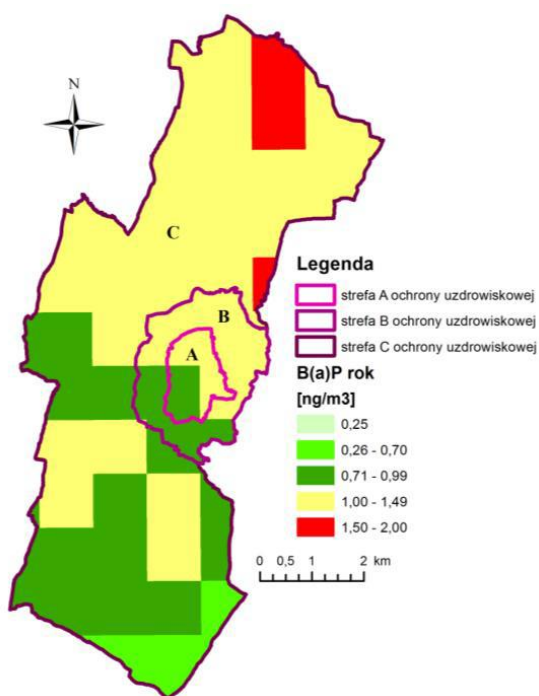 N
C
B
A
Legenda
strefa A ochrony uzdrowiskowej
strefa B ochrony uzdrowiskowej
strefa C ochrony uzdrowiskowej
B(a)P rok
[ng/m3]
0,25
0,26 - 0,70
0,71 - 0,99
1,00 - 1,49
1,50 - 2,00
0 0,5 1 2 km